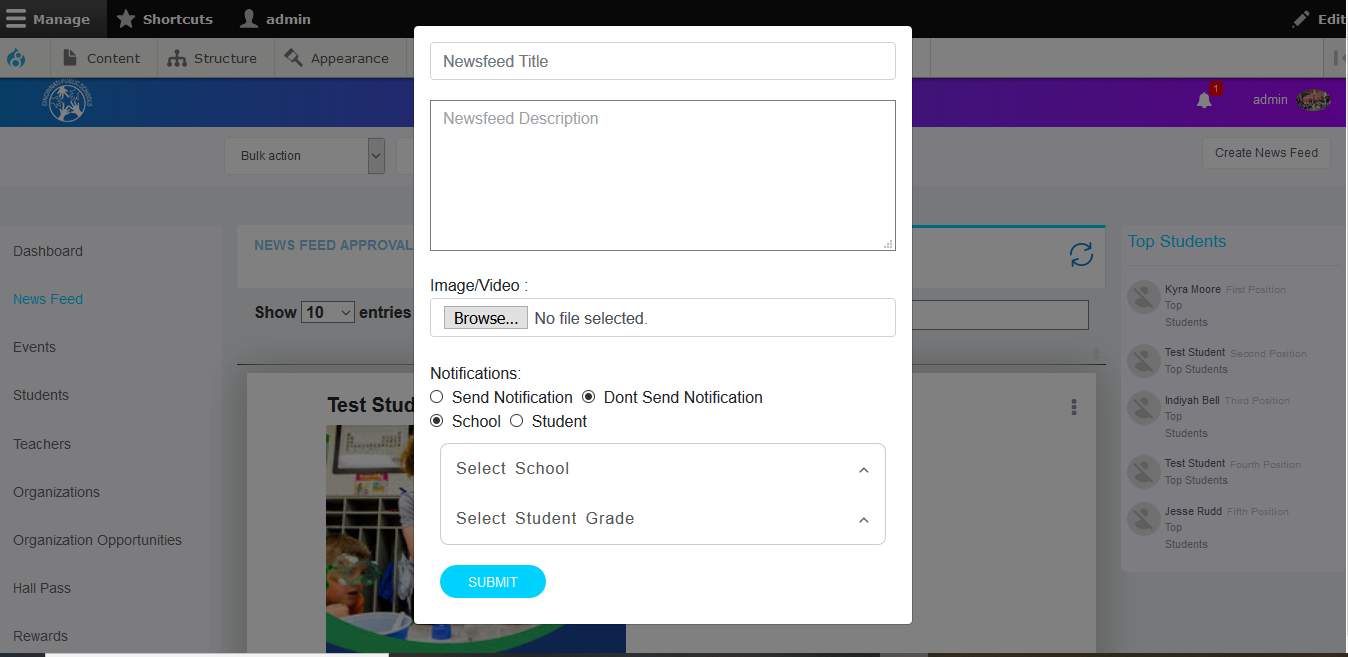 Manage Shortcuts admin Edit
Content Structure Appearance
CINCINNATI PUBLIC SCHOOLS
1
admin
Bulk action
Create News Feed
Dashboard
News Feed
Events
Students
Teachers
Organizations
Organization Opportunities
Hall Pass
Rewards
NEWS FEED APPROVAL
Show 10 entries
Test Stud
Newsfeed Title
Newsfeed Description
Image/Video :
Browse... No file selected.
Notifications:
Send Notification Dont Send Notification
School Student
Select School
Select Student Grade
SUBMIT
Top Students
Kyra Moore First Position
Top
Students
Test Student Second Position
Top Students
Indiyah Bell Third Position
Top
Students
Test Student Fourth Position
Top Students
Jesse Rudd Fifth Position
Top
Students